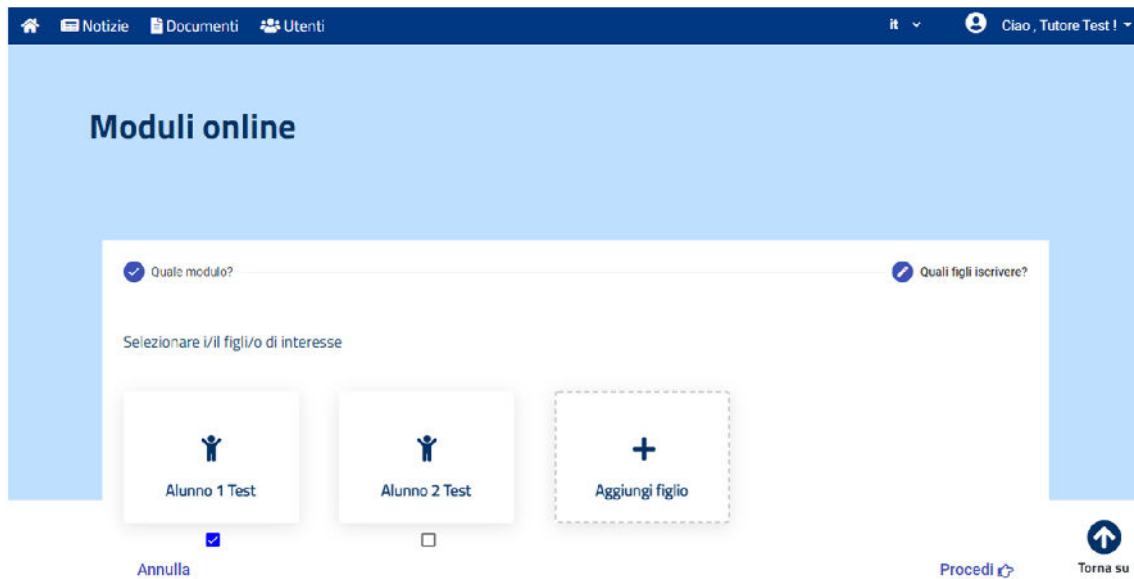 Notizie Documenti Utenti it Ciao , Tutore Test !
Moduli online
Quale modulo? Quali figli iscrivere?
Selezionare i/il figli/o di interesse
Alunno 1 Test Alunno 2 Test Aggiungi figlio
Annulla Procedi Torna su